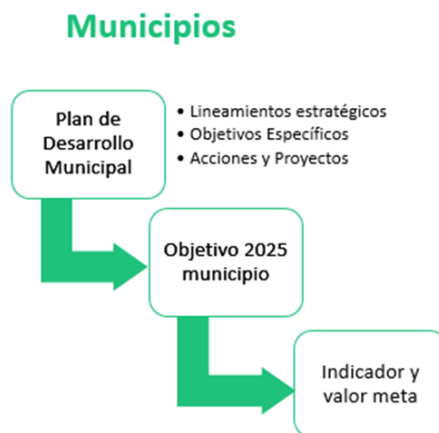 Municipios
Plan de
Desarrollo
Municipal
• Lineamientos estratégicos
• Objetivos Específicos
• Acciones y Proyectos
Objetivo 2025
municipio
Indicador y
valor meta